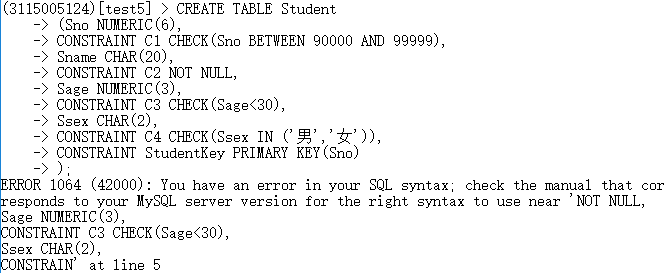 (3115005124)[test5] > CREATE TABLE Student
-> (Sno NUMERIC(6),
-> CONSTRAINT C1 CHECK(Sno BETWEEN 90000 AND 99999),
-> Sname CHAR(20),
-> CONSTRAINT C2 NOT NULL,
-> Sage NUMERIC(3),
-> CONSTRAINT C3 CHECK(Sage<30),
-> Ssex CHAR(2),
-> CONSTRAINT C4 CHECK(Ssex IN ('男','女')),
-> CONSTRAINT StudentKey PRIMARY KEY(Sno)
-> );
ERROR 1064 (42000): You have an error in your SQL syntax; check the manual that cor
responds to your MySQL server version for the right syntax to use near 'NOT NULL,
Sage NUMERIC(3),
CONSTRAINT C3 CHECK(Sage<30),
Ssex CHAR(2),
CONSTRAIN' at line 5